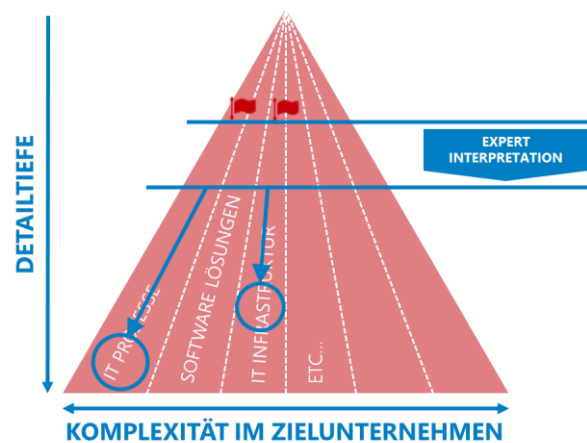 EXPERT
INTERPRETATION
DETAILTIEFE
IT PROZESSE
SOFTWARE LÖSUNGEN
IT INFRASTRUKTUR
ETC...
KOMPLEXITÄT IM ZIELUNTERNEHMEN